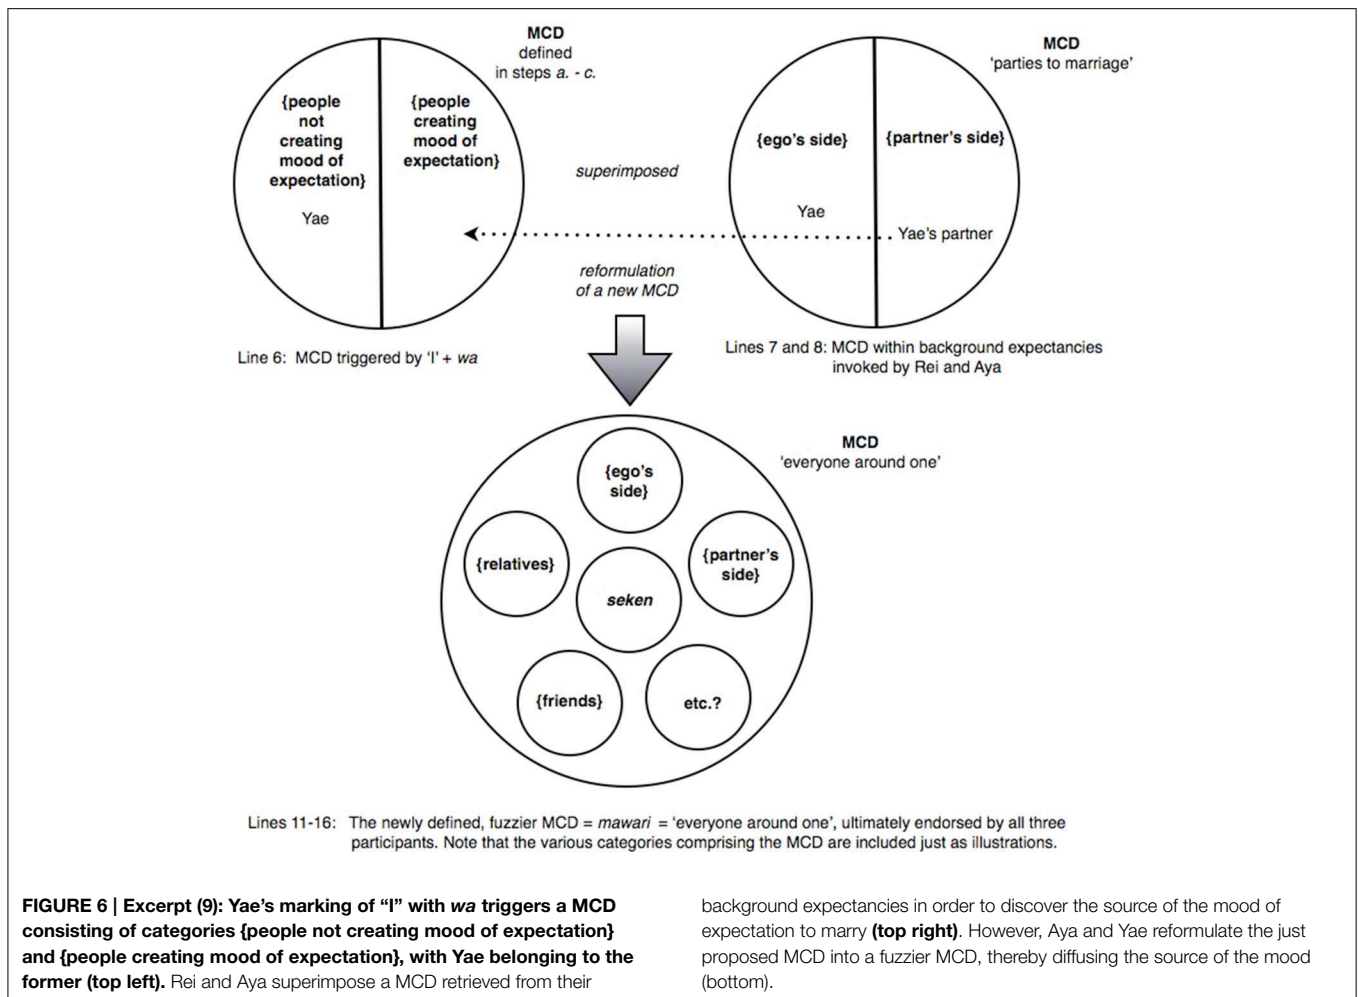 MCD
defined
in steps a. - c.
{people
not
creating
mood of
expectation}
Yae
{people
creating
mood of
expectation}
superimposed
reformulation
of a new MCD
MCD
'parties to marriage'
{ego's side}
{partner's side}
Yae
Yae's partner
Line 6: MCD triggered by 'I' + wa
Lines 7 and 8: MCD within background expectancies
invoked by Rei and Aya
MCD
'everyone around one'
{ego's
side}
{relatives}
{partner's
side}
seken
{friends}
etc.?
Lines 11-16: The newly defined, fuzzier MCD = mawari = 'everyone around one', ultimately endorsed by all three
participants. Note that the various categories comprising the MCD are included just as illustrations.
FIGURE 6 | Excerpt (9): Yae's marking of “I” with wa triggers a MCD
consisting of categories {people not creating mood of expectation}
and {people creating mood of expectation}, with Yae belonging to the
former (top left). Rei and Aya superimpose a MCD retrieved from their
background expectancies in order to discover the source of the mood of
expectation to marry (top right). However, Aya and Yae reformulate the just
proposed MCD into a fuzzier MCD, thereby diffusing the source of the mood
(bottom).